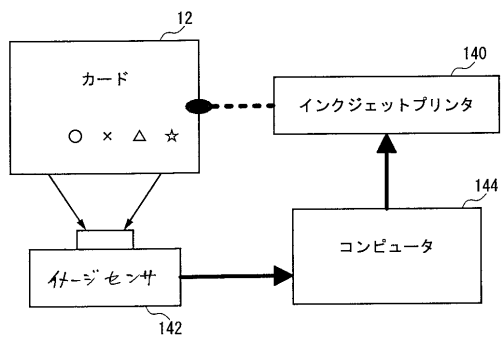 12
カード
○ × △ ☆
140
インクジェットプリンタ
144
コンピュータ
イメージセンサ
142